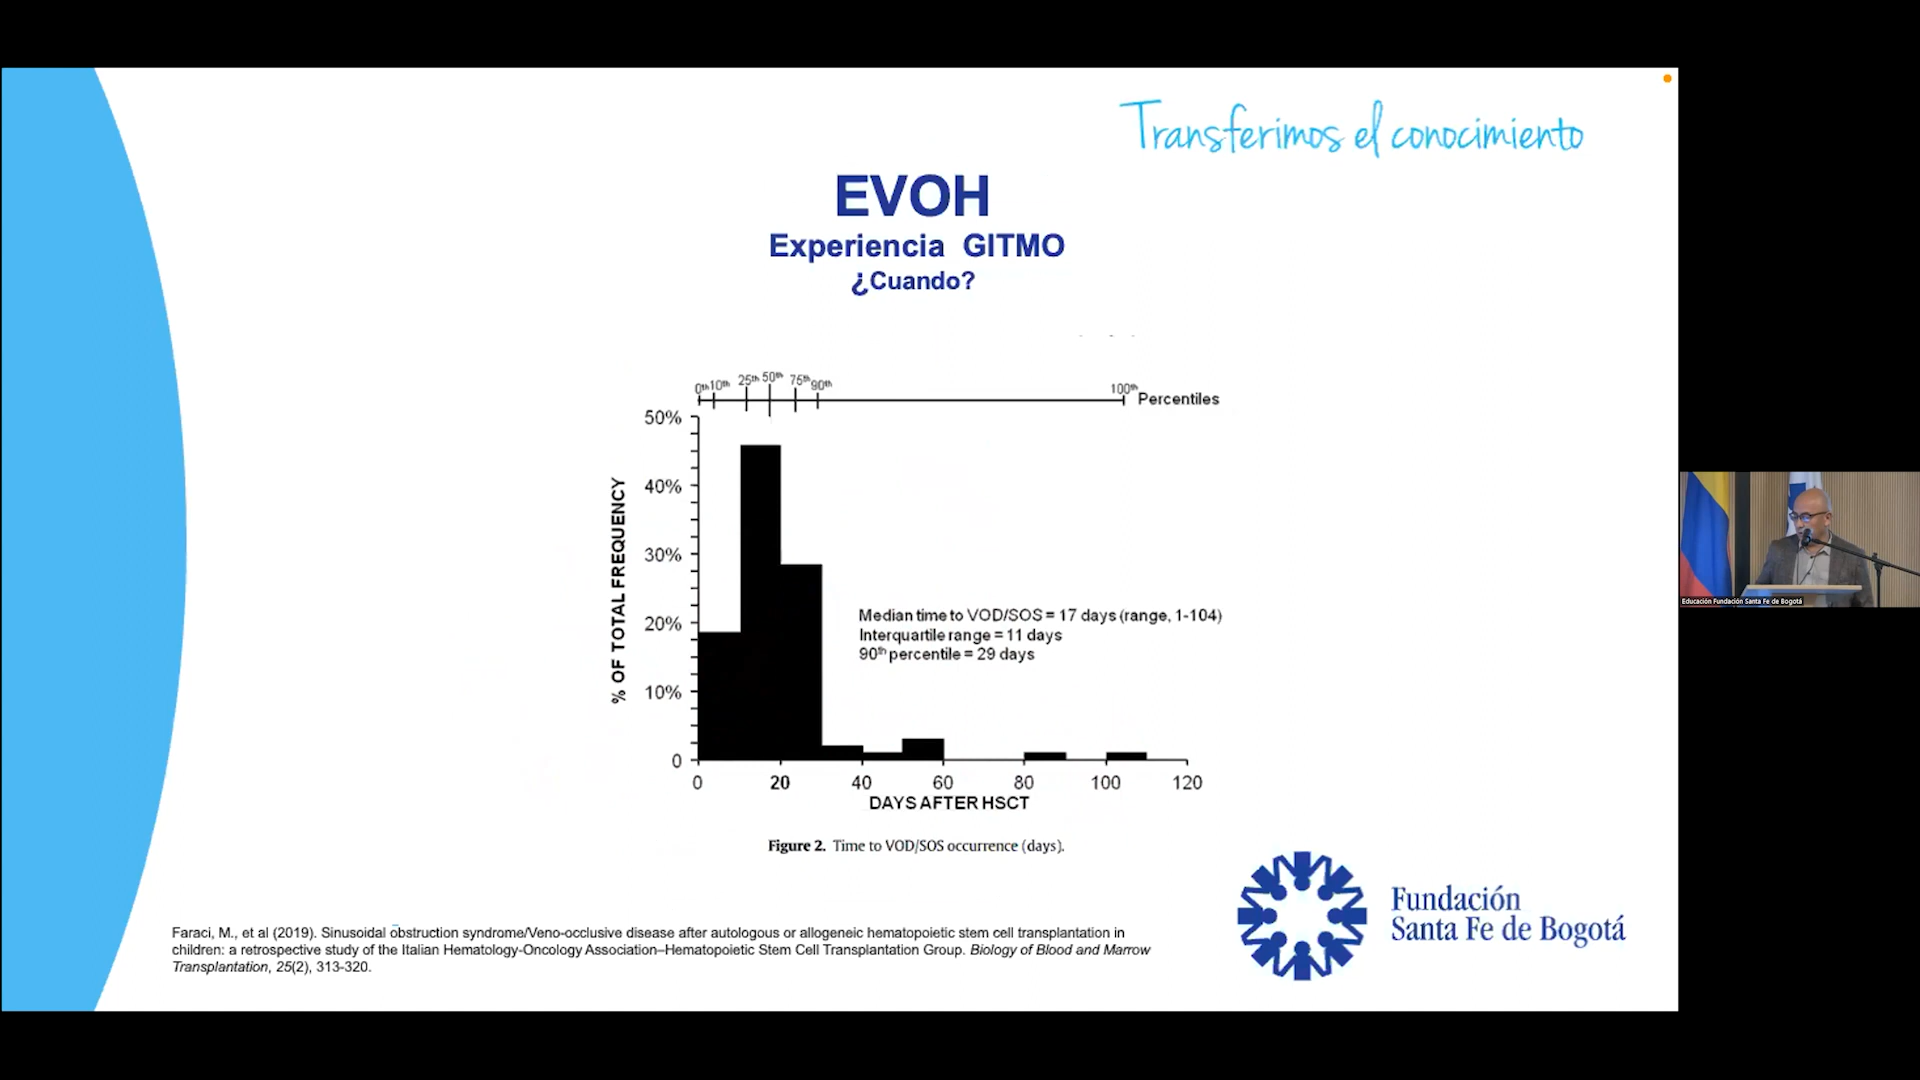 Transferimos el conocimiento
EVOH
Experiencia GITMO
¿Cuando?
0th 10th 25th 50th 75th 90th 100th
Percentiles
50%
40%
30%
20%
10%
0
% OF TOTAL FREQUENCY
Median time to VOD/SOS = 17 days (range, 1-104)
Interquartile range = 11 days
90th percentile = 29 days
0 20 40 60 80 100 120
DAYS AFTER HSCT
Figure 2. Time to VOD/SOS occurrence (days).
Faraci, M., et al (2019). Sinusoidal obstruction syndrome/Veno-occlusive disease after autologous or allogeneic hematopoietic stem cell transplantation in
children: a retrospective study of the Italian Hematology-Oncology Association–Hematopoietic Stem Cell Transplantation Group. Biology of Blood and Marrow
Transplantation, 25(2), 313-320.
Fundación
Santa Fe de Bogotá
Educación Fundación Santa Fe de Bogotá